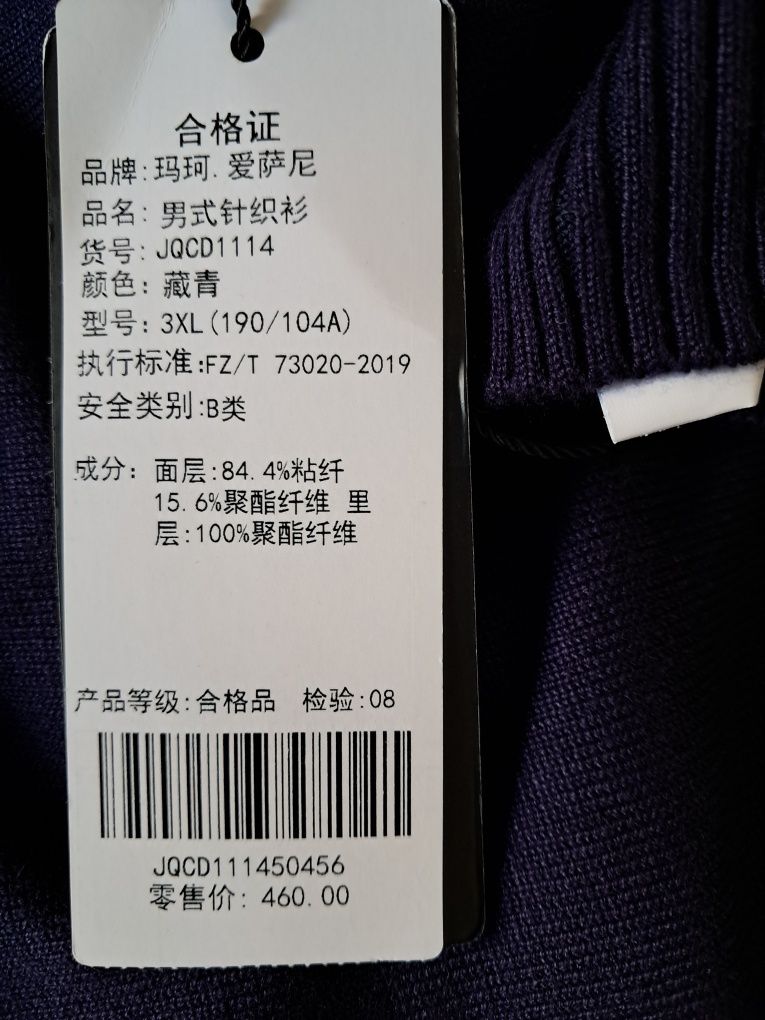 合格证
品牌:玛珂.爱萨尼
品名:男式针织衫
货号:JQCD1114
颜色:藏青
型号:3XL(190/104A)
执行标准:FZ/T 73020-2019
安全类别:B类
成分: 面层:84.4%粘纤
15.6%聚酯纤维 里
层:100%聚酯纤维
产品等级:合格品 检验:08
JQCD111450456
零售价: 460.00